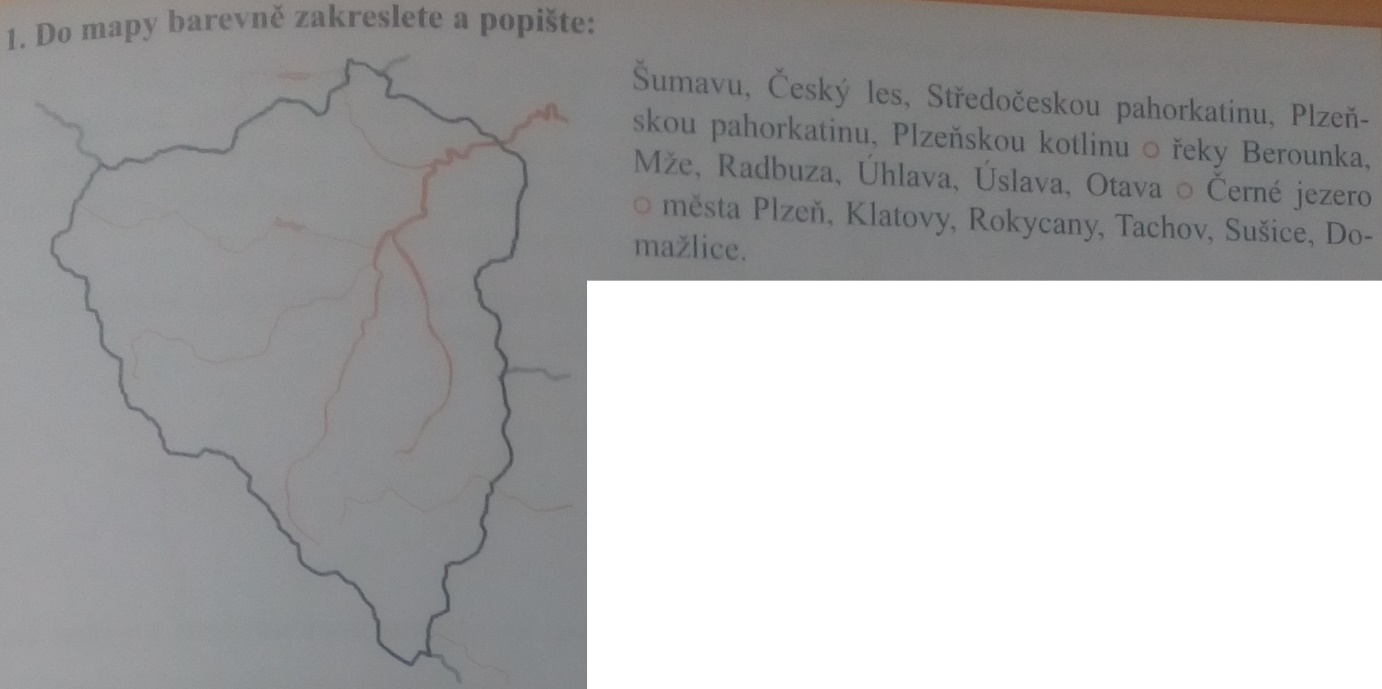 1. Do mapy barevně zakreslete a popište:
Šumavu, Český les, Středočeskou pahorkatinu, Plzeň-
skou pahorkatinu, Plzeňskou kotlinu ○ řeky Berounka,
Mže, Radbuza, Úhlava, Úslava, Otava ○ Černé jezero
○ města Plzeň, Klatovy, Rokycany, Tachov, Sušice, Do-
mažlice.